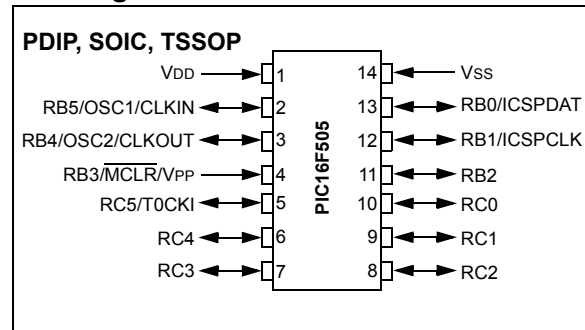 PDIP, SOIC, TSSOP
VDD 1 14 VSS
RB5/OSC1/CLKIN 2 13 RB0/ICSPDAT
RB4/OSC2/CLKOUT 3 12 RB1/ICSPCLK
RB3/MCLR/VPP 4 11 RB2
RC5/T0CKI 5 10 RC0
RC4 6 9 RC1
RC3 7 8 RC2
PIC16F505